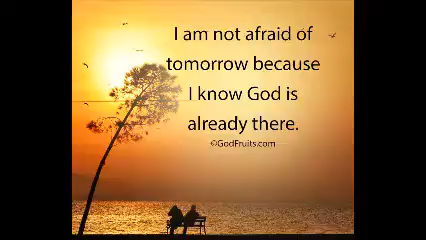 I am not afraid of
tomorrow because
I know God is
already there.
©GodFruits.com